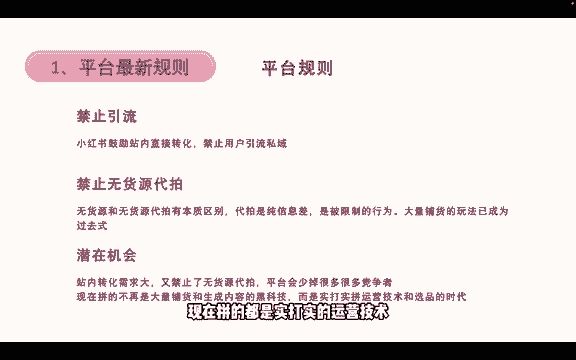 1、平台最新规则
平台规则
禁止引流
小红书鼓励站内直接转化，禁止用户引流私域
禁止无货源代拍
无货源和无货源代拍有本质区别，代拍是纯信息差，是被限制的行为。大量铺货的玩法已成为
过去式
潜在机会
站内转化需求大，又禁止了无货源代拍，平台会少掉很多很多竞争者
现在拼的不再是大量铺货和生成内容的黑科技，而是实打实拼运营技术和选品的时代
现在拼的都是实打实的运营技术